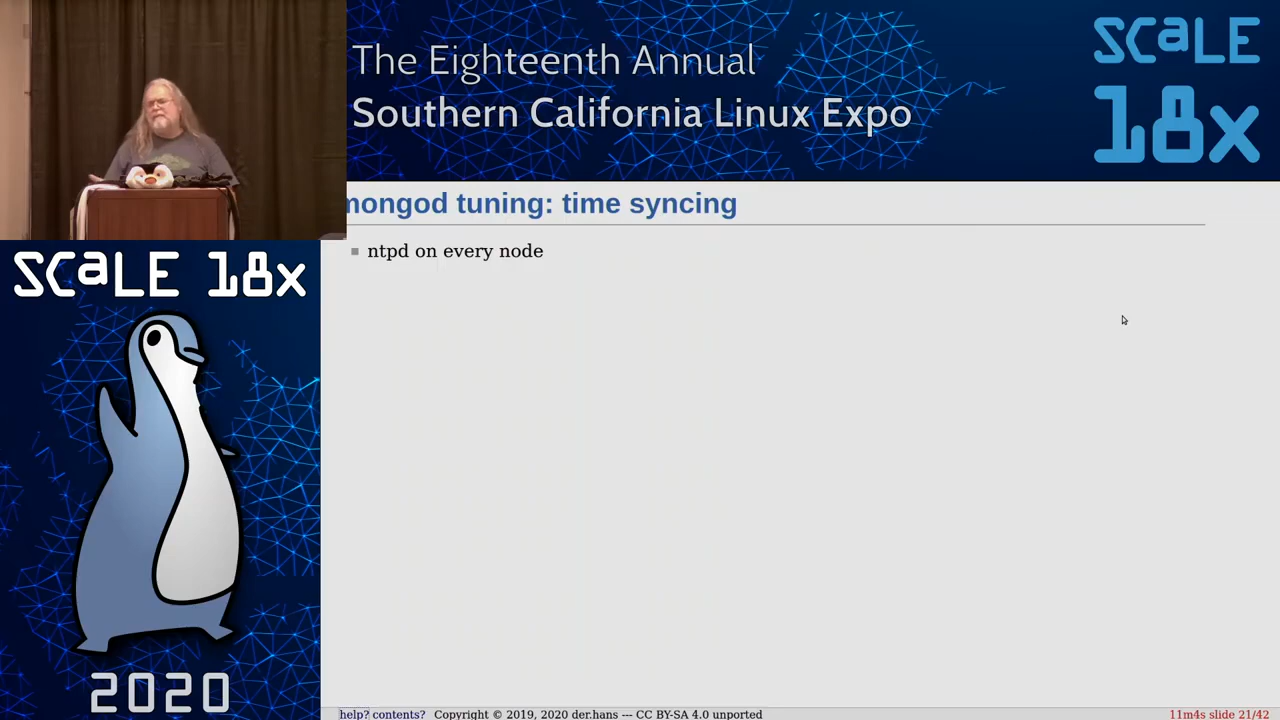 The Eighteenth Annual
Southern California Linux Expo
SCaLE
18x
mongod tuning: time syncing
ntpd on every node
SCaLE 18x
2020
help? contents? Copyright © 2019, 2020 der.hans --- CC BY-SA 4.0 unported
11m4s slide 21/42